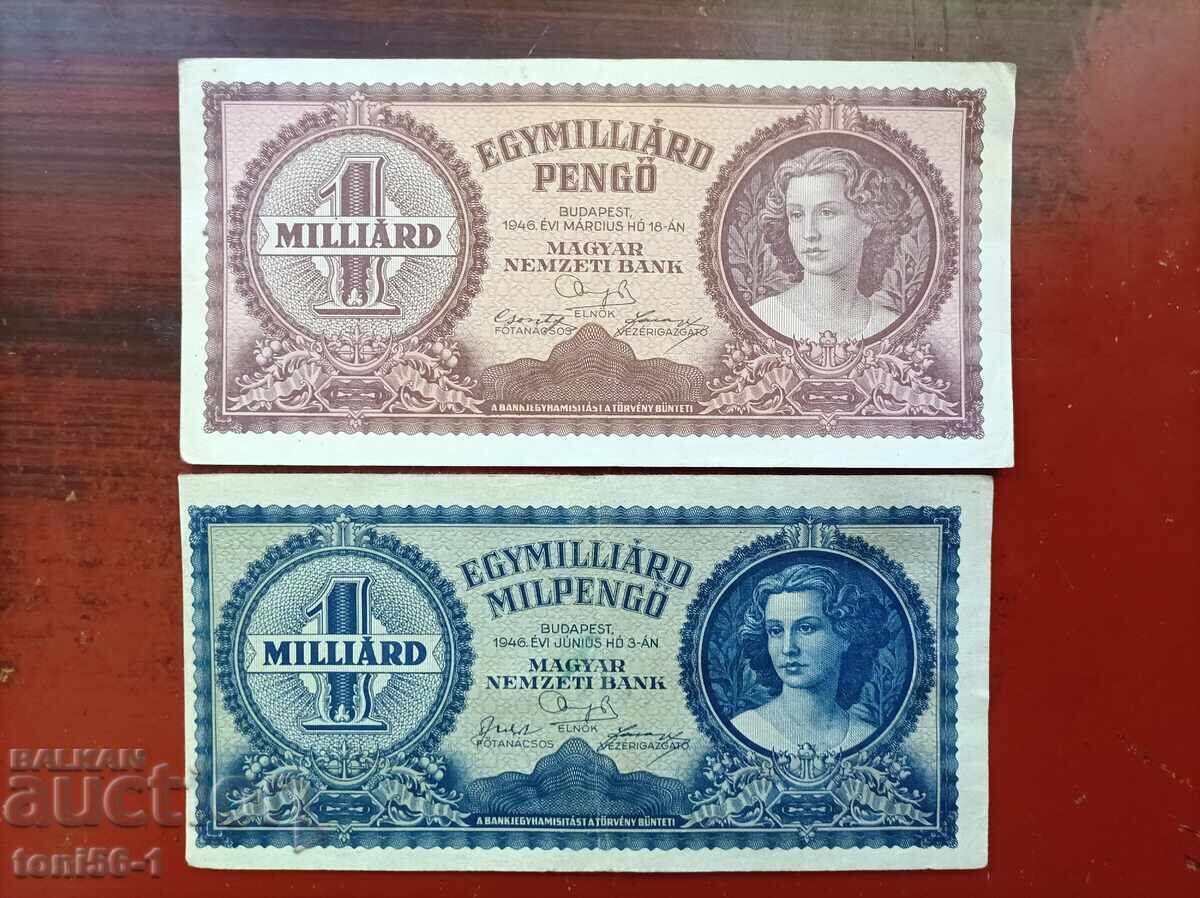 EGYMILLIÁRD
PENGŐ
BUDAPEST,
1946. ÉVI MÁRCIUS HÓ 18-ÁN
MAGYAR
NEMZETI BANK
1
MILLIÁRD
ELNÖK
FŐTANÁCSOS VEZÉRIGAZGATÓ
A BANKJEGYHAMISITÁST A TÖRVÉNY BÜNTETI
EGYMILLIÁRD
MILPENGŐ
BUDAPEST,
1946. ÉVI JÚNIUS HÓ 3-ÁN
MAGYAR
NEMZETI BANK
1
MILLIÁRD
ELNÖK
FŐTANÁCSOS VEZÉRIGAZGATÓ
A BANKJEGYHAMISITÁST A TÖRVÉNY BÜNTETI
BALKAN
auction
toni56-1